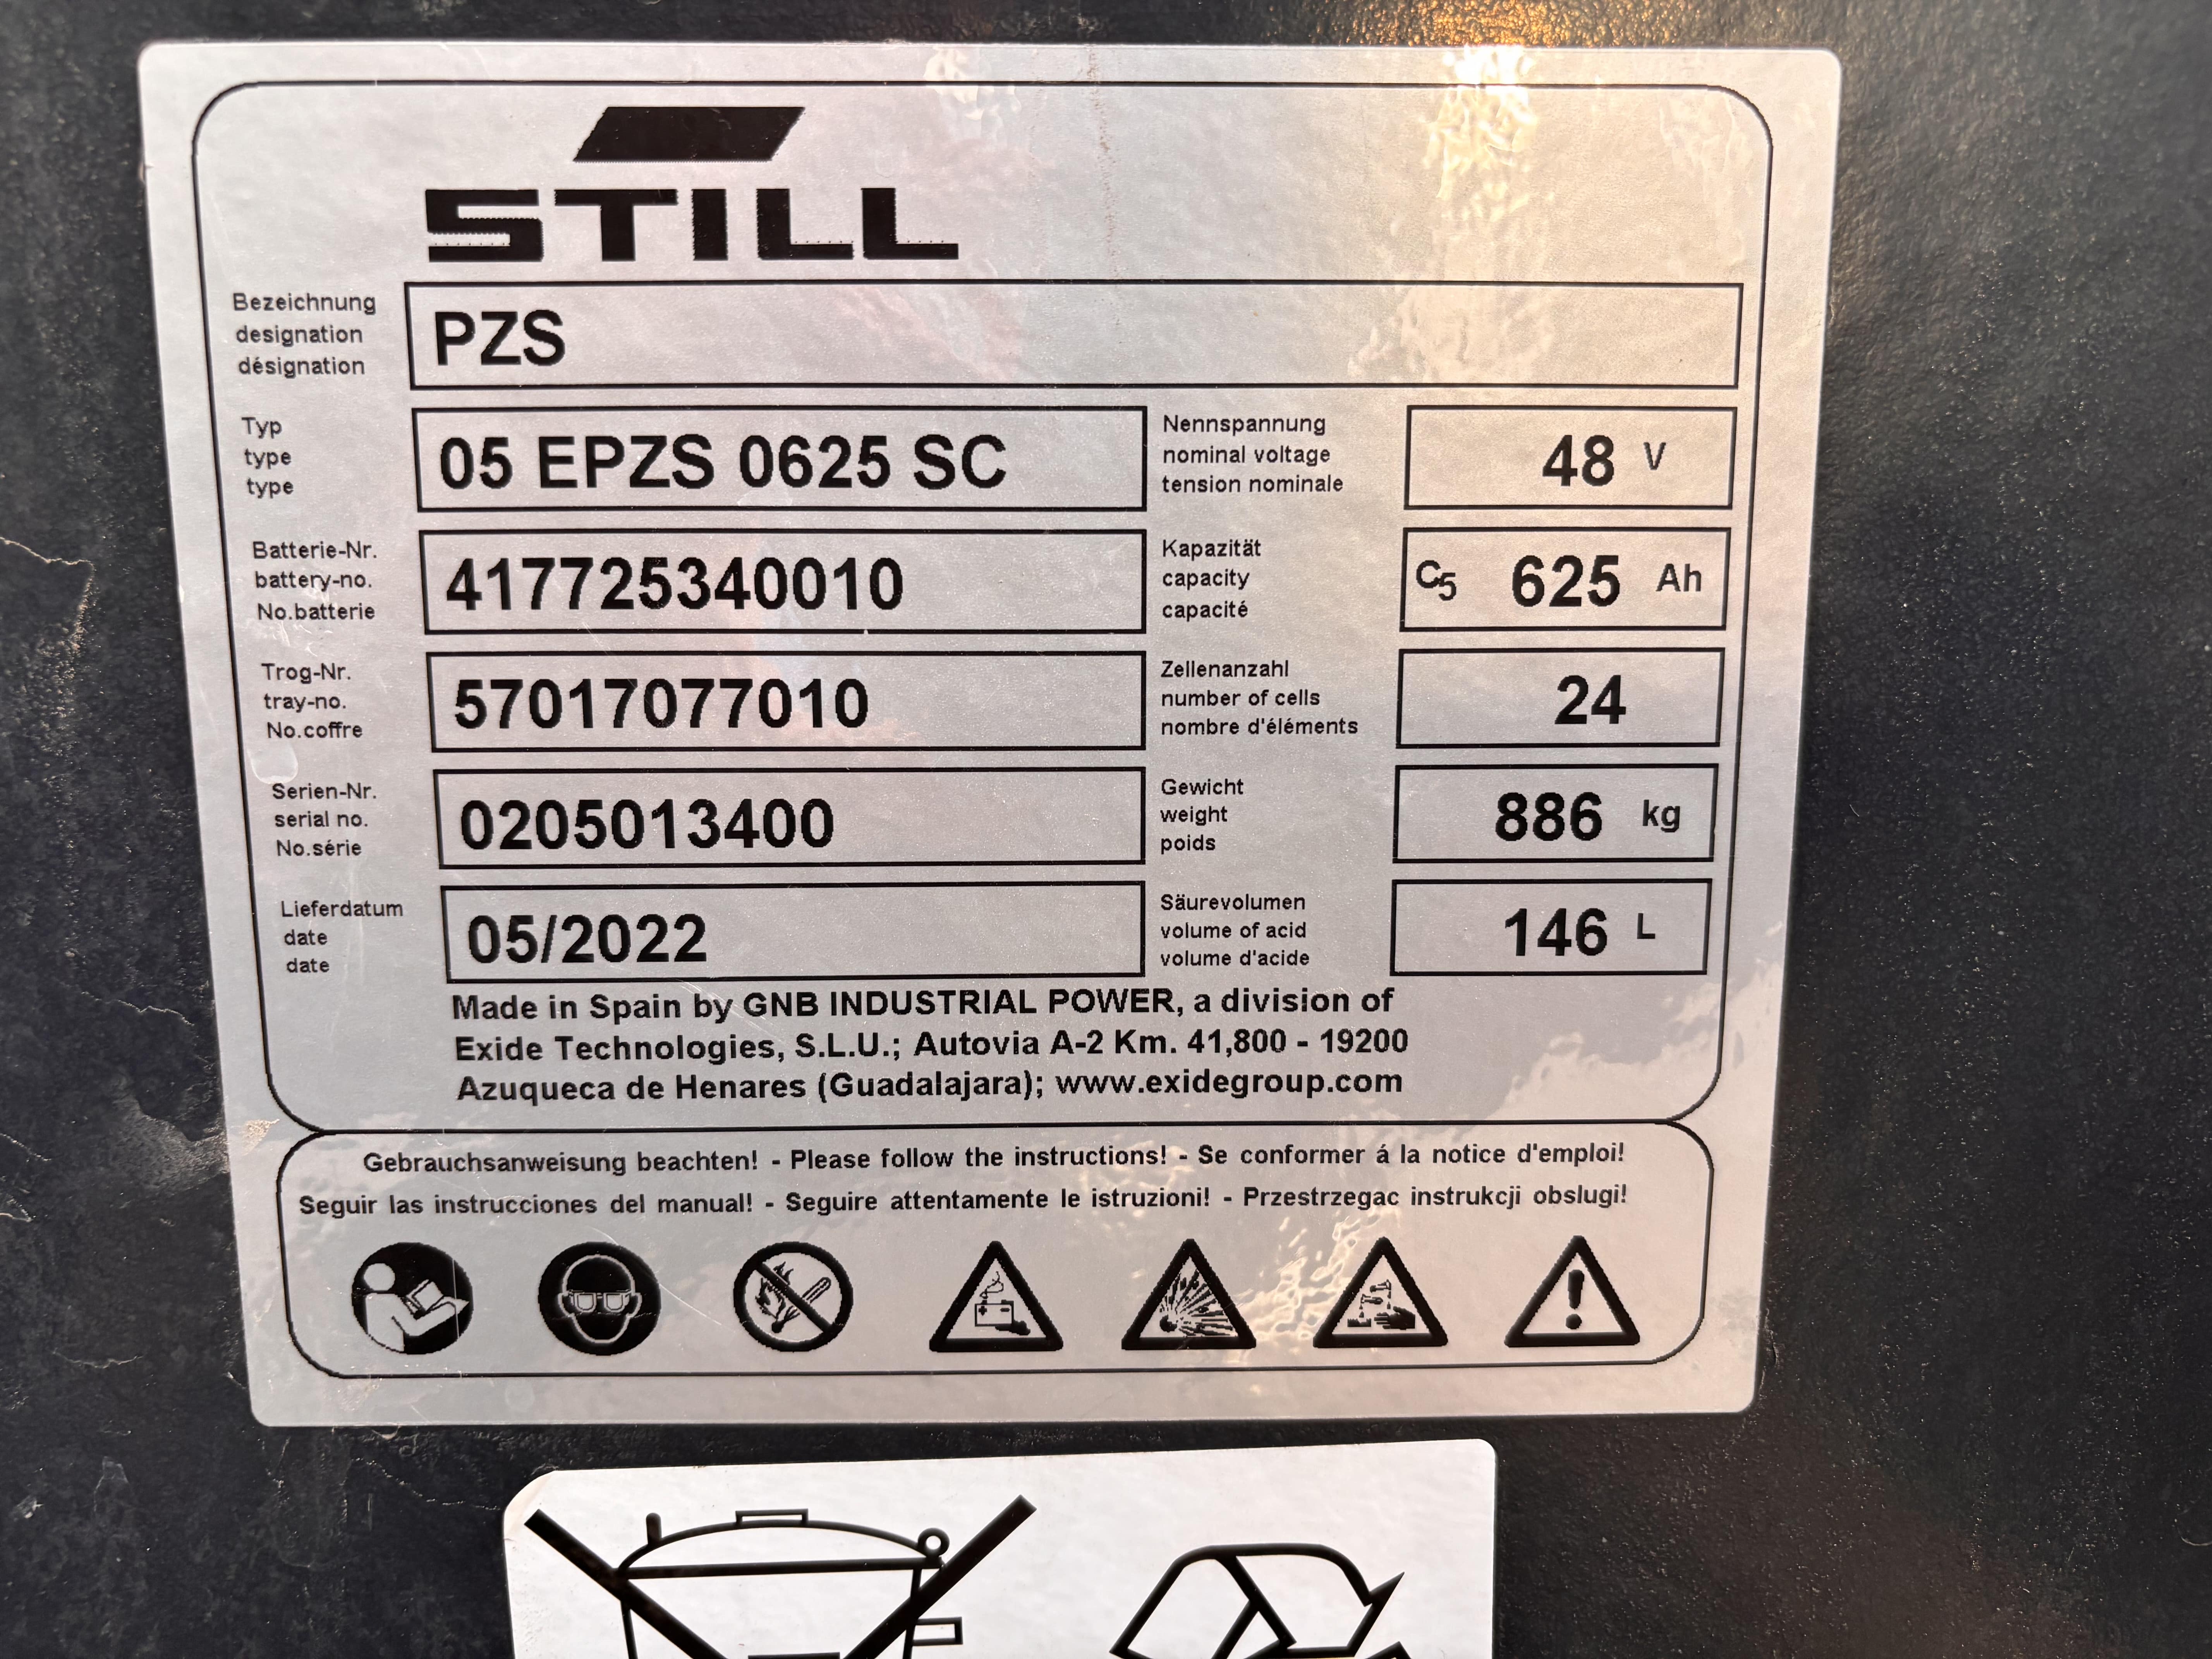 STILL
Bezeichnung
designation
désignation
PZS
Typ
type
type
05 EPZS 0625 SC
Nennspannung
nominal voltage
tension nominale
48 V
Batterie-Nr.
battery-no.
No.batterie
417725340010
Kapazität
capacity
capacité
C5 625 Ah
Trog-Nr.
tray-no.
No.coffre
57017077010
Zellenanzahl
number of cells
nombre d'éléments
24
Serien-Nr.
serial no.
No.série
0205013400
Gewicht
weight
poids
886 kg
Lieferdatum
date
date
05/2022
Säurevolumen
volume of acid
volume d'acide
146 L
Made in Spain by GNB INDUSTRIAL POWER, a division of
Exide Technologies, S.L.U.; Autovia A-2 Km. 41,800 - 19200
Azuqueca de Henares (Guadalajara); www.exidegroup.com
Gebrauchsanweisung beachten! - Please follow the instructions! - Se conformer á la notice d'emploi!
Seguir las instrucciones del manual! - Seguire attentamente le istruzioni! - Przestrzegac instrukcji obslugi!